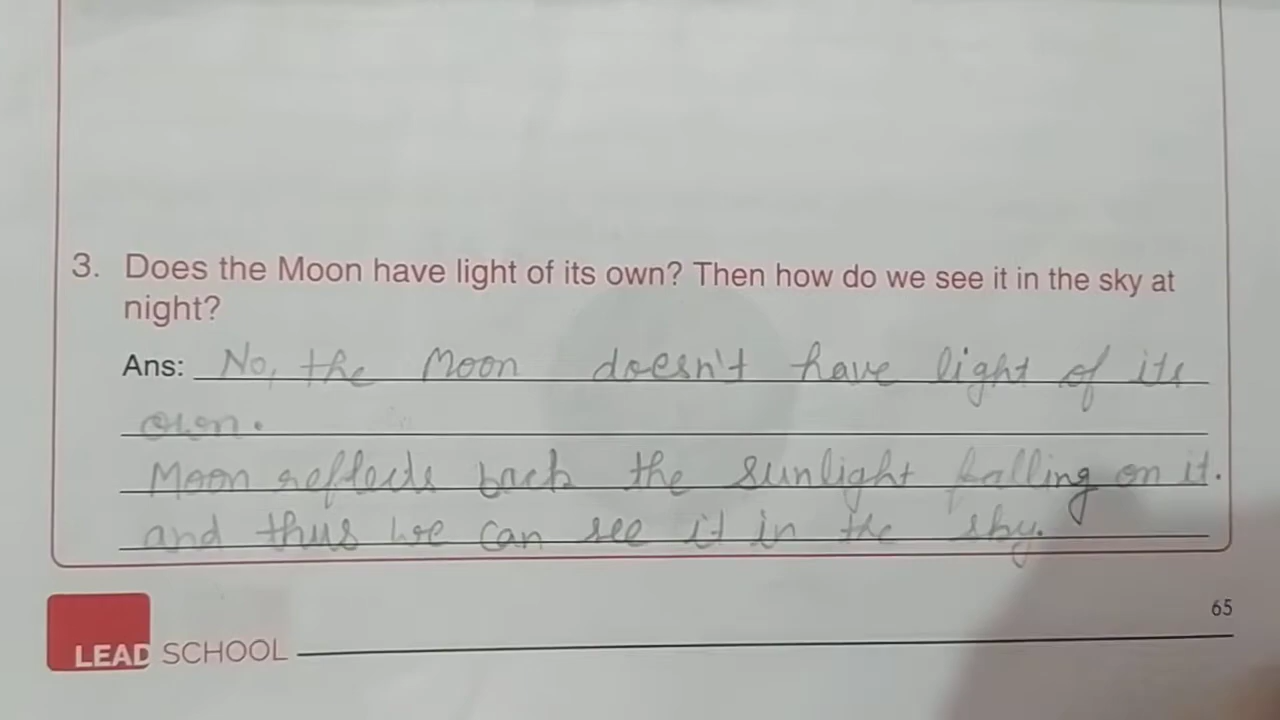 3. Does the Moon have light of its own? Then how do we see it in the sky at
night?
Ans: No, the Moon doesn't have light of its
own.
Moon reflects back the sunlight falling on it.
and thus we can see it in the sky.
65
LEAD SCHOOL